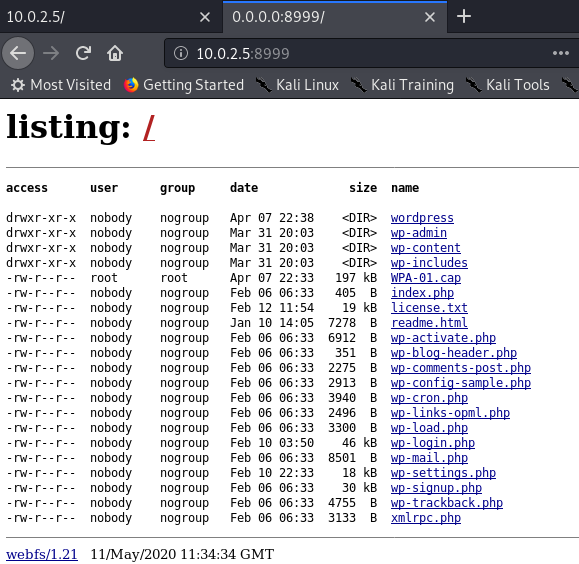 10.0.2.5/ × 0.0.0.0:8999/ × +
10.0.2.5:8999
Most Visited Getting Started Kali Linux Kali Training Kali Tools
listing: /
access user group date size name
drwxr-xr-x nobody nogroup Apr 07 22:38 <DIR> wordpress
drwxr-xr-x nobody nogroup Mar 31 20:03 <DIR> wp-admin
drwxr-xr-x nobody nogroup Mar 31 20:03 <DIR> wp-content
drwxr-xr-x nobody nogroup Mar 31 20:03 <DIR> wp-includes
-rw-r--r-- root root Apr 07 22:33 197 kB WPA-01.cap
-rw-r--r-- nobody nogroup Feb 06 06:33 405 B index.php
-rw-r--r-- nobody nogroup Feb 12 11:54 19 kB license.txt
-rw-r--r-- nobody nogroup Jan 10 14:05 7278 B readme.html
-rw-r--r-- nobody nogroup Feb 06 06:33 6912 B wp-activate.php
-rw-r--r-- nobody nogroup Feb 06 06:33 351 B wp-blog-header.php
-rw-r--r-- nobody nogroup Feb 06 06:33 2275 B wp-comments-post.php
-rw-r--r-- nobody nogroup Feb 06 06:33 2913 B wp-config-sample.php
-rw-r--r-- nobody nogroup Feb 06 06:33 3940 B wp-cron.php
-rw-r--r-- nobody nogroup Feb 06 06:33 2496 B wp-links-opml.php
-rw-r--r-- nobody nogroup Feb 06 06:33 3300 B wp-load.php
-rw-r--r-- nobody nogroup Feb 10 03:50 46 kB wp-login.php
-rw-r--r-- nobody nogroup Feb 06 06:33 8501 B wp-mail.php
-rw-r--r-- nobody nogroup Feb 10 22:33 18 kB wp-settings.php
-rw-r--r-- nobody nogroup Feb 06 06:33 30 kB wp-signup.php
-rw-r--r-- nobody nogroup Feb 06 06:33 4755 B wp-trackback.php
-rw-r--r-- nobody nogroup Feb 06 06:33 3133 B xmlrpc.php
webfs/1.21 11/May/2020 11:34:34 GMT